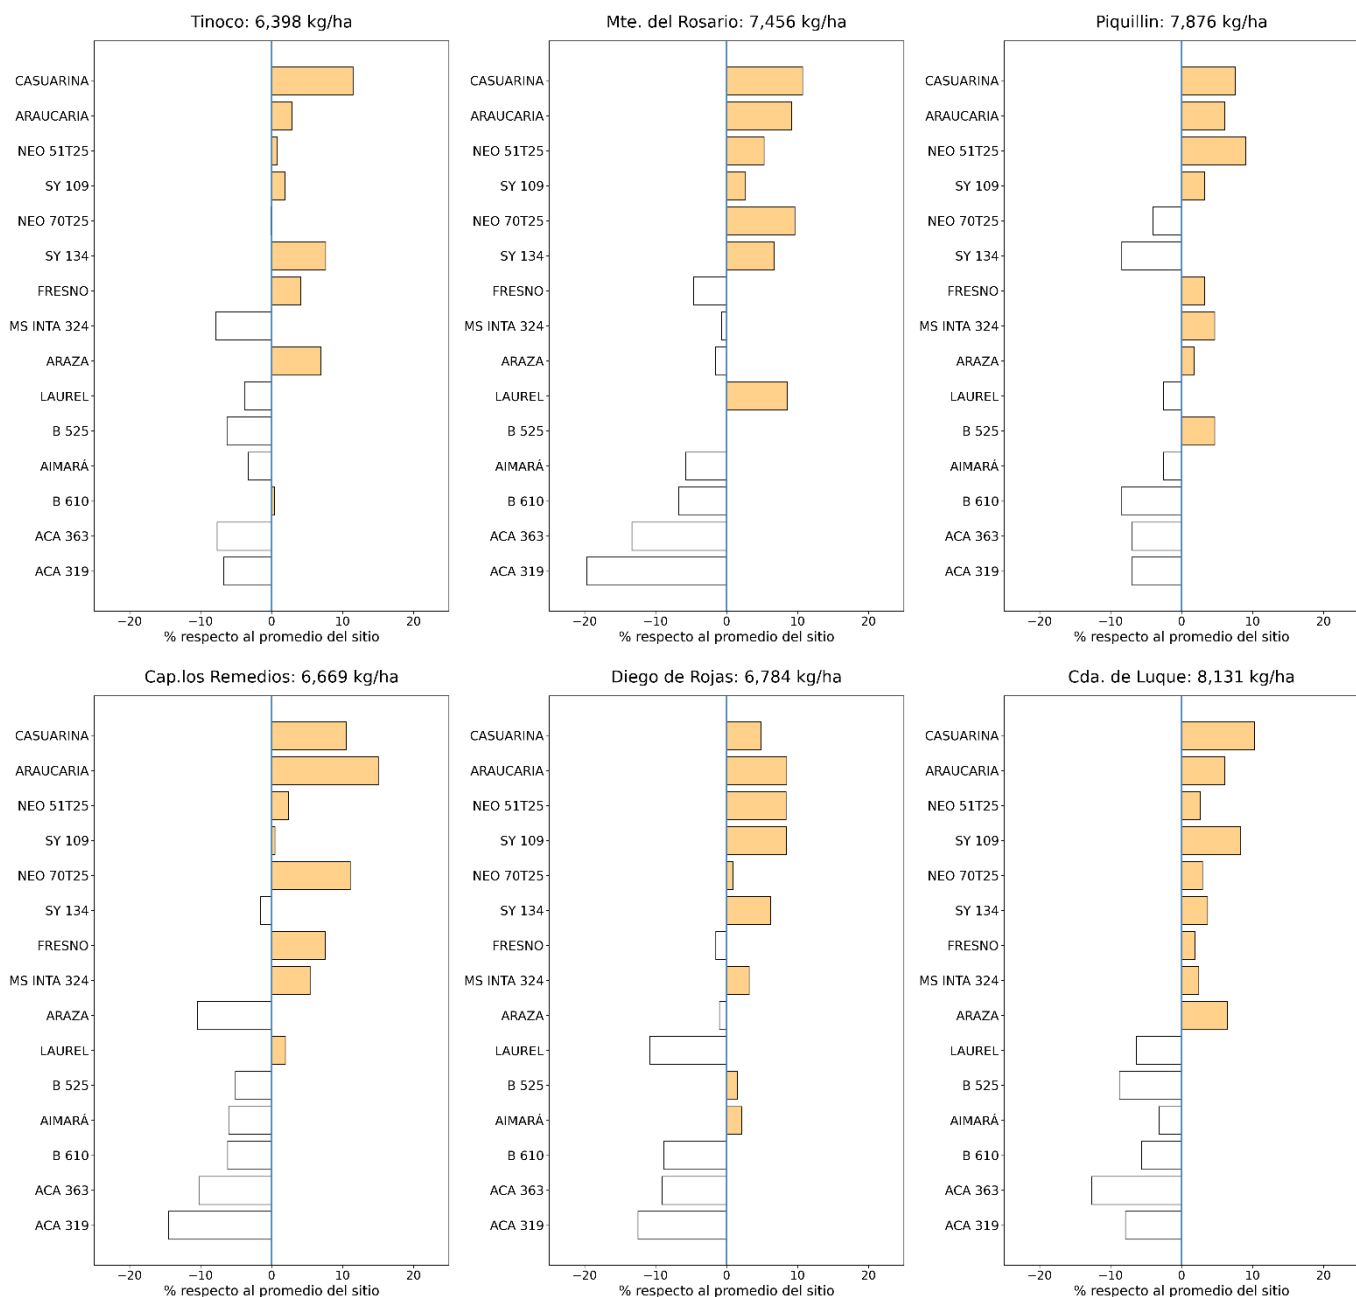 Tinoco: 6,398 kg/ha
CASUARINA
ARAUCARIA
NEO 51T25
SY 109
NEO 70T25
SY 134
FRESNO
MS INTA 324
ARAZA
LAUREL
B 525
AIMARÁ
B 610
ACA 363
ACA 319
−20 −10 0 10 20
% respecto al promedio del sitio
Mte. del Rosario: 7,456 kg/ha
CASUARINA
ARAUCARIA
NEO 51T25
SY 109
NEO 70T25
SY 134
FRESNO
MS INTA 324
ARAZA
LAUREL
B 525
AIMARÁ
B 610
ACA 363
ACA 319
−20 −10 0 10 20
% respecto al promedio del sitio
Piquillin: 7,876 kg/ha
CASUARINA
ARAUCARIA
NEO 51T25
SY 109
NEO 70T25
SY 134
FRESNO
MS INTA 324
ARAZA
LAUREL
B 525
AIMARÁ
B 610
ACA 363
ACA 319
−20 −10 0 10 20
% respecto al promedio del sitio
Cap.los Remedios: 6,669 kg/ha
CASUARINA
ARAUCARIA
NEO 51T25
SY 109
NEO 70T25
SY 134
FRESNO
MS INTA 324
ARAZA
LAUREL
B 525
AIMARÁ
B 610
ACA 363
ACA 319
−20 −10 0 10 20
% respecto al promedio del sitio
Diego de Rojas: 6,784 kg/ha
CASUARINA
ARAUCARIA
NEO 51T25
SY 109
NEO 70T25
SY 134
FRESNO
MS INTA 324
ARAZA
LAUREL
B 525
AIMARÁ
B 610
ACA 363
ACA 319
−20 −10 0 10 20
% respecto al promedio del sitio
Cda. de Luque: 8,131 kg/ha
CASUARINA
ARAUCARIA
NEO 51T25
SY 109
NEO 70T25
SY 134
FRESNO
MS INTA 324
ARAZA
LAUREL
B 525
AIMARÁ
B 610
ACA 363
ACA 319
−20 −10 0 10 20
% respecto al promedio del sitio